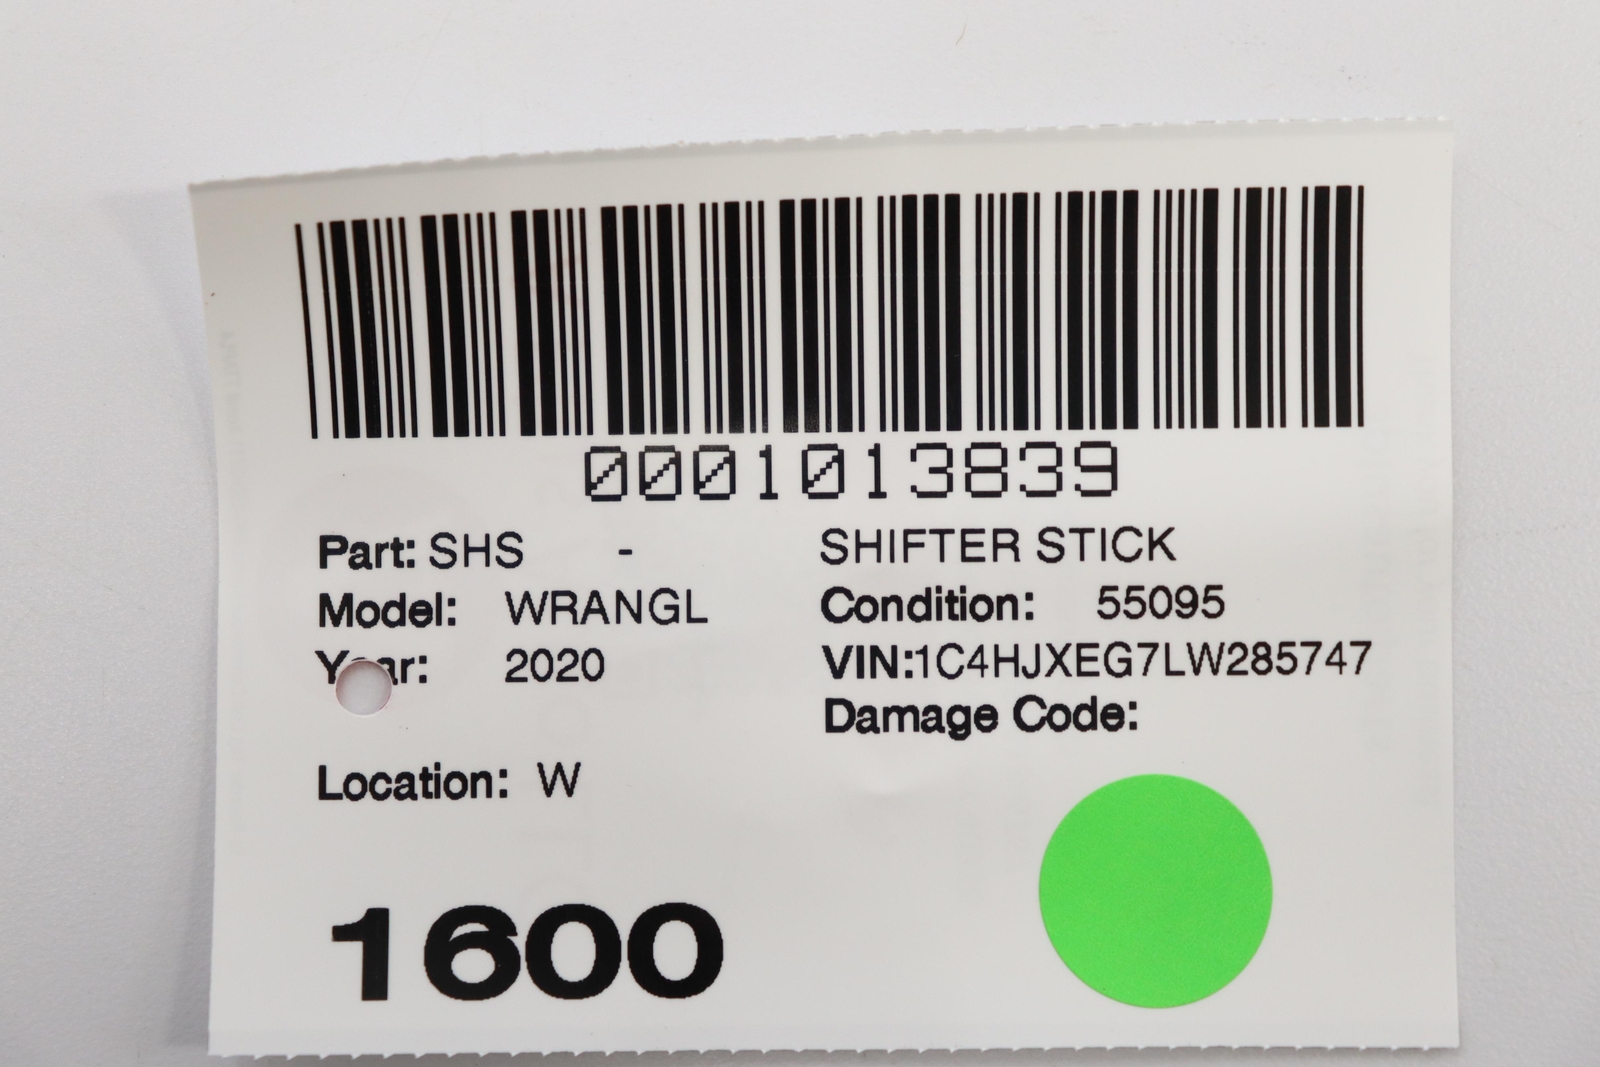 0001013839
Part: SHS - SHIFTER STICK
Model: WRANGL Condition: 55095
Year: 2020 VIN:1C4HJXEG7LW285747
Damage Code:
Location: W
1600